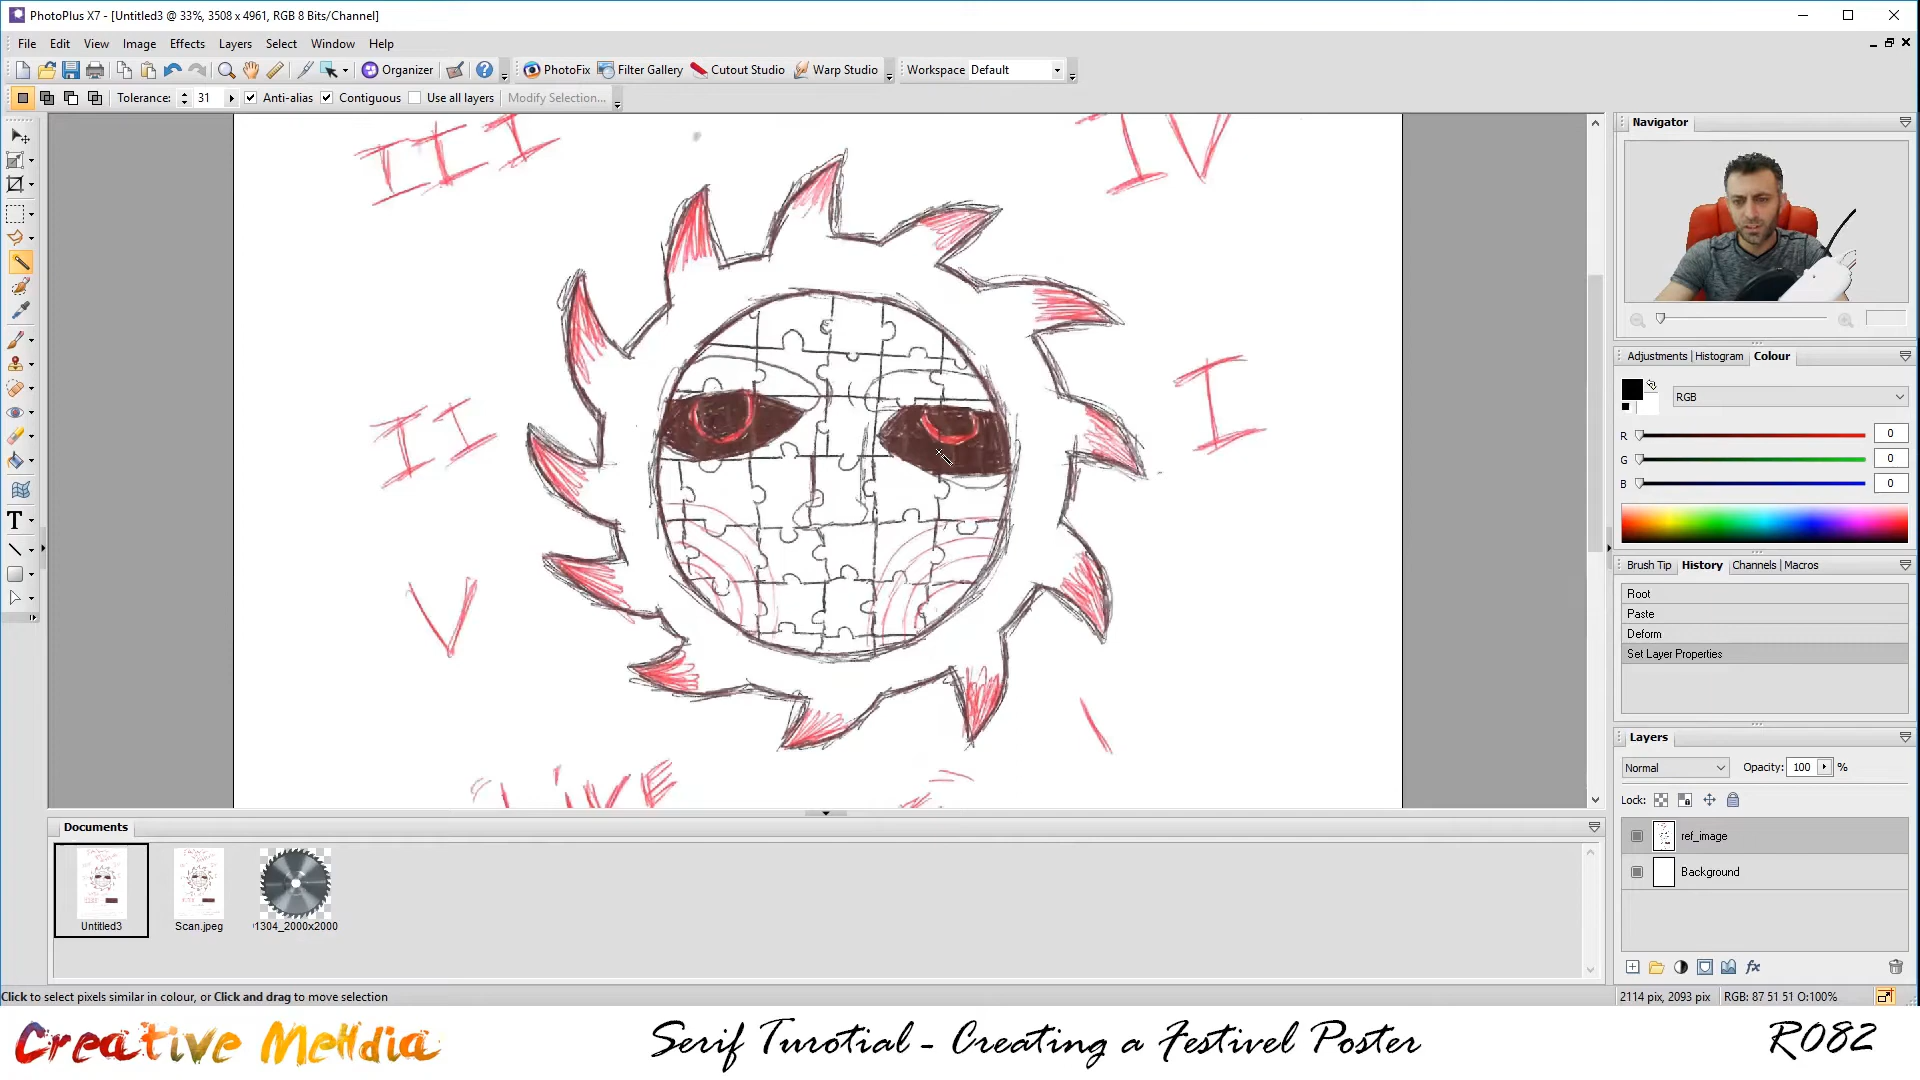 PhotoPlus X7 - [Untitled3 @ 33%, 3508 x 4961, RGB 8 Bits/Channel]
File Edit View Image Effects Layers Select Window Help
Organizer PhotoFix Filter Gallery Cutout Studio Warp Studio Workspace Default
Tolerance: 31 Anti-alias Contiguous Use all layers Modify Selection...
III IV
II I
V
LIVE
Navigator
Adjustments Histogram Colour
RGB
R 0
G 0
B 0
Brush Tip History Channels Macros
Root
Paste
Deform
Set Layer Properties
Layers
Normal Opacity: 100 %
Lock:
ref_image
Background
Documents
Untitled3 Scan.jpeg 1304_2000x2000
Click to select pixels similar in colour, or Click and drag to move selection
2114 pix, 2093 pix RGB: 87 51 51 O:100%
Creative MeHdia Serif Turotial - Creating a Festivel Poster R082